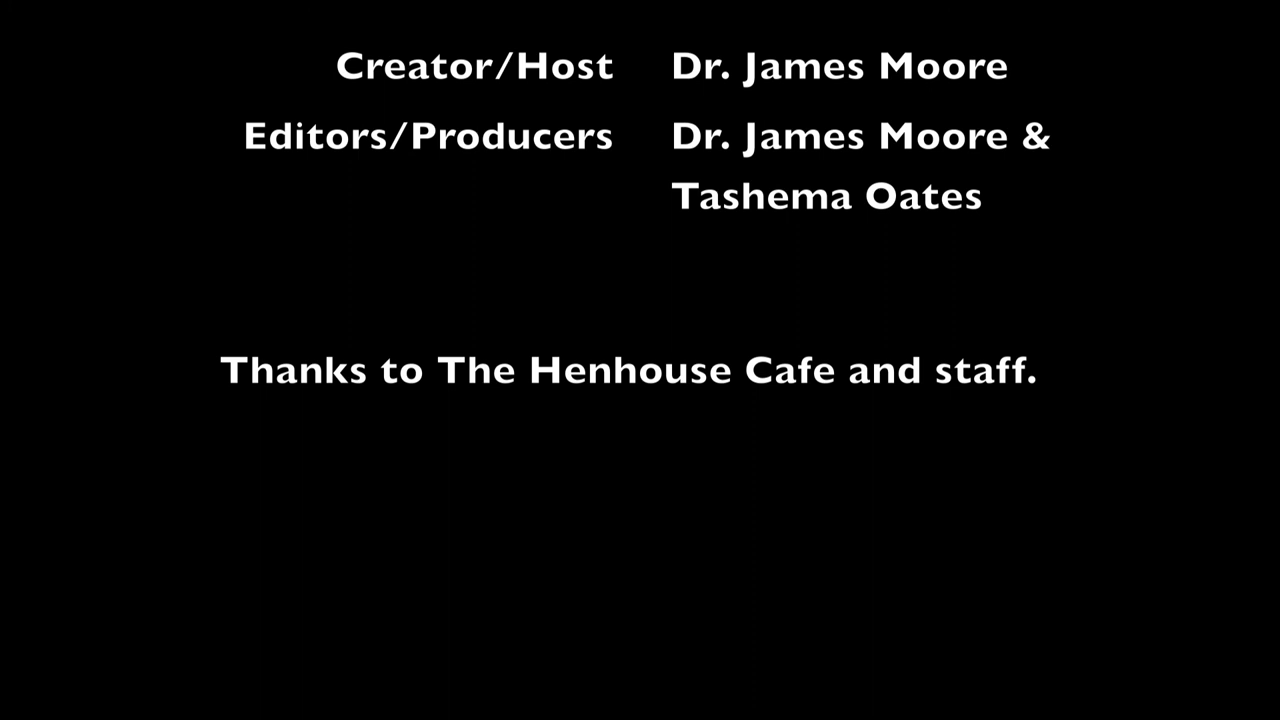 Creator/Host Dr. James Moore
Editors/Producers Dr. James Moore &
Tashema Oates
Thanks to The Henhouse Cafe and staff.